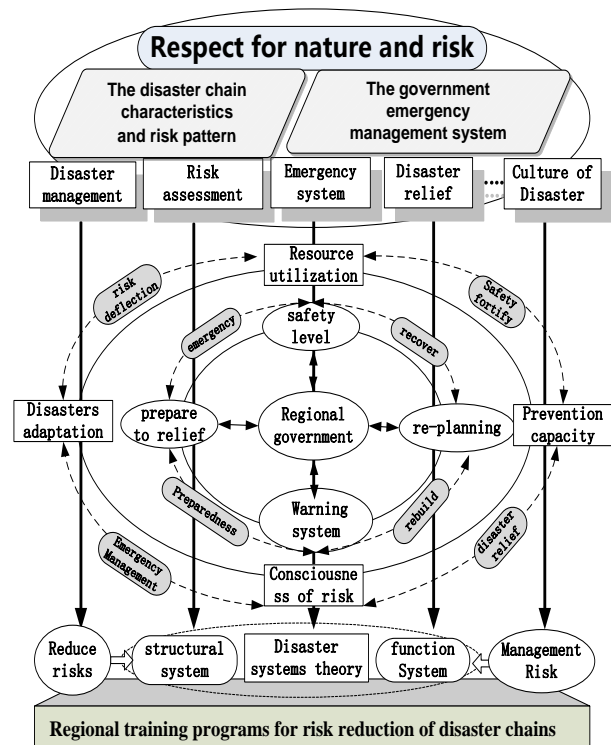 Respect for nature and risk
The disaster chain
characteristics
and risk pattern
The government
emergency
management system
Disaster
management
Risk
assessment
Emergency
system
Disaster
relief
Culture of
Disaster
Resource
utilization
risk
deflection
Safety
fortify
emergency
safety
level
recover
Disasters
adaptation
prepare
to relief
Regional
government
re-planning
Prevention
capacity
Preparedness
Warning
system
rebuild
Emergency
Management
disaster
relief
Consciousne
ss of risk
Reduce
risks
structural
system
Disaster
systems theory
function
System
Management
Risk
Regional training programs for risk reduction of disaster chains